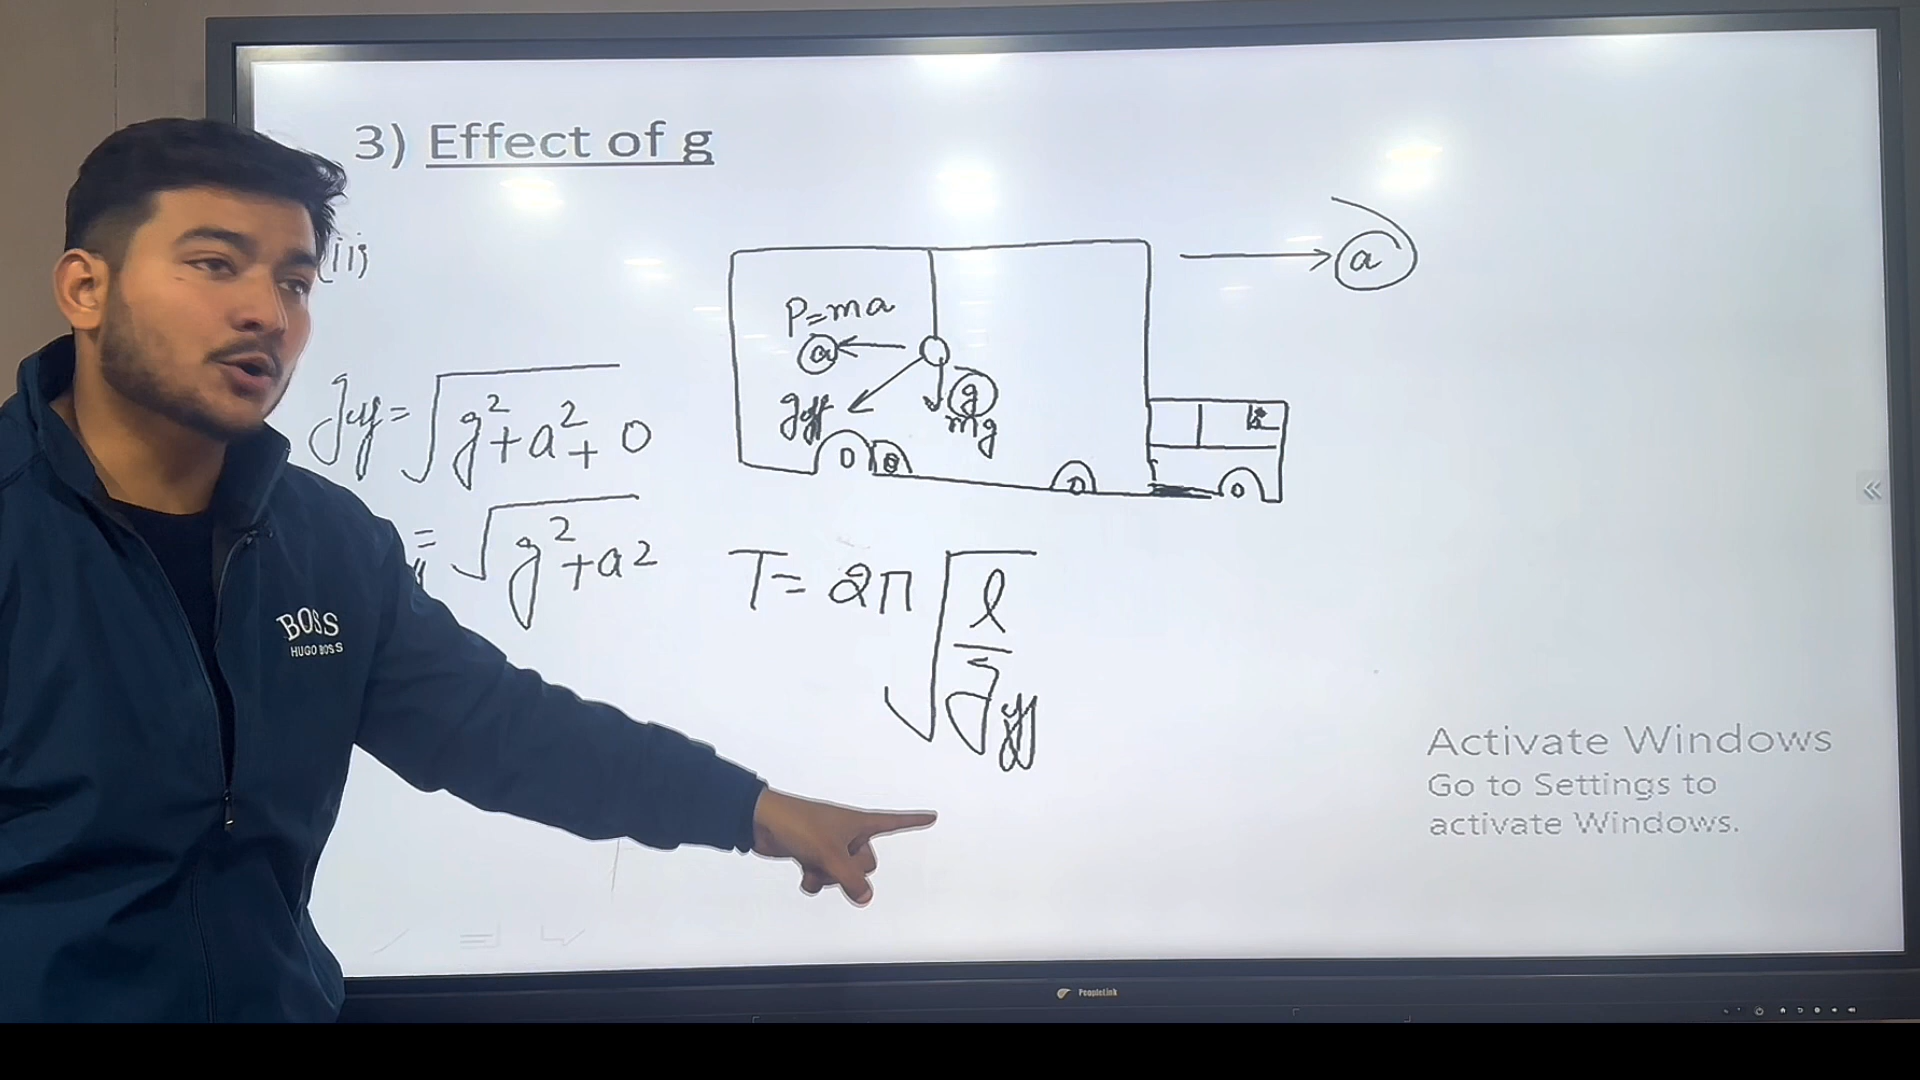 3) Effect of g
(ii)
a
P=ma
a
g
geff
mg
geff = √g²+a²+0
= √g²+a²
T= 2π √l/geff
BOSS
HUGO BOSS
Activate Windows
Go to Settings to
activate Windows.
PeopleLink